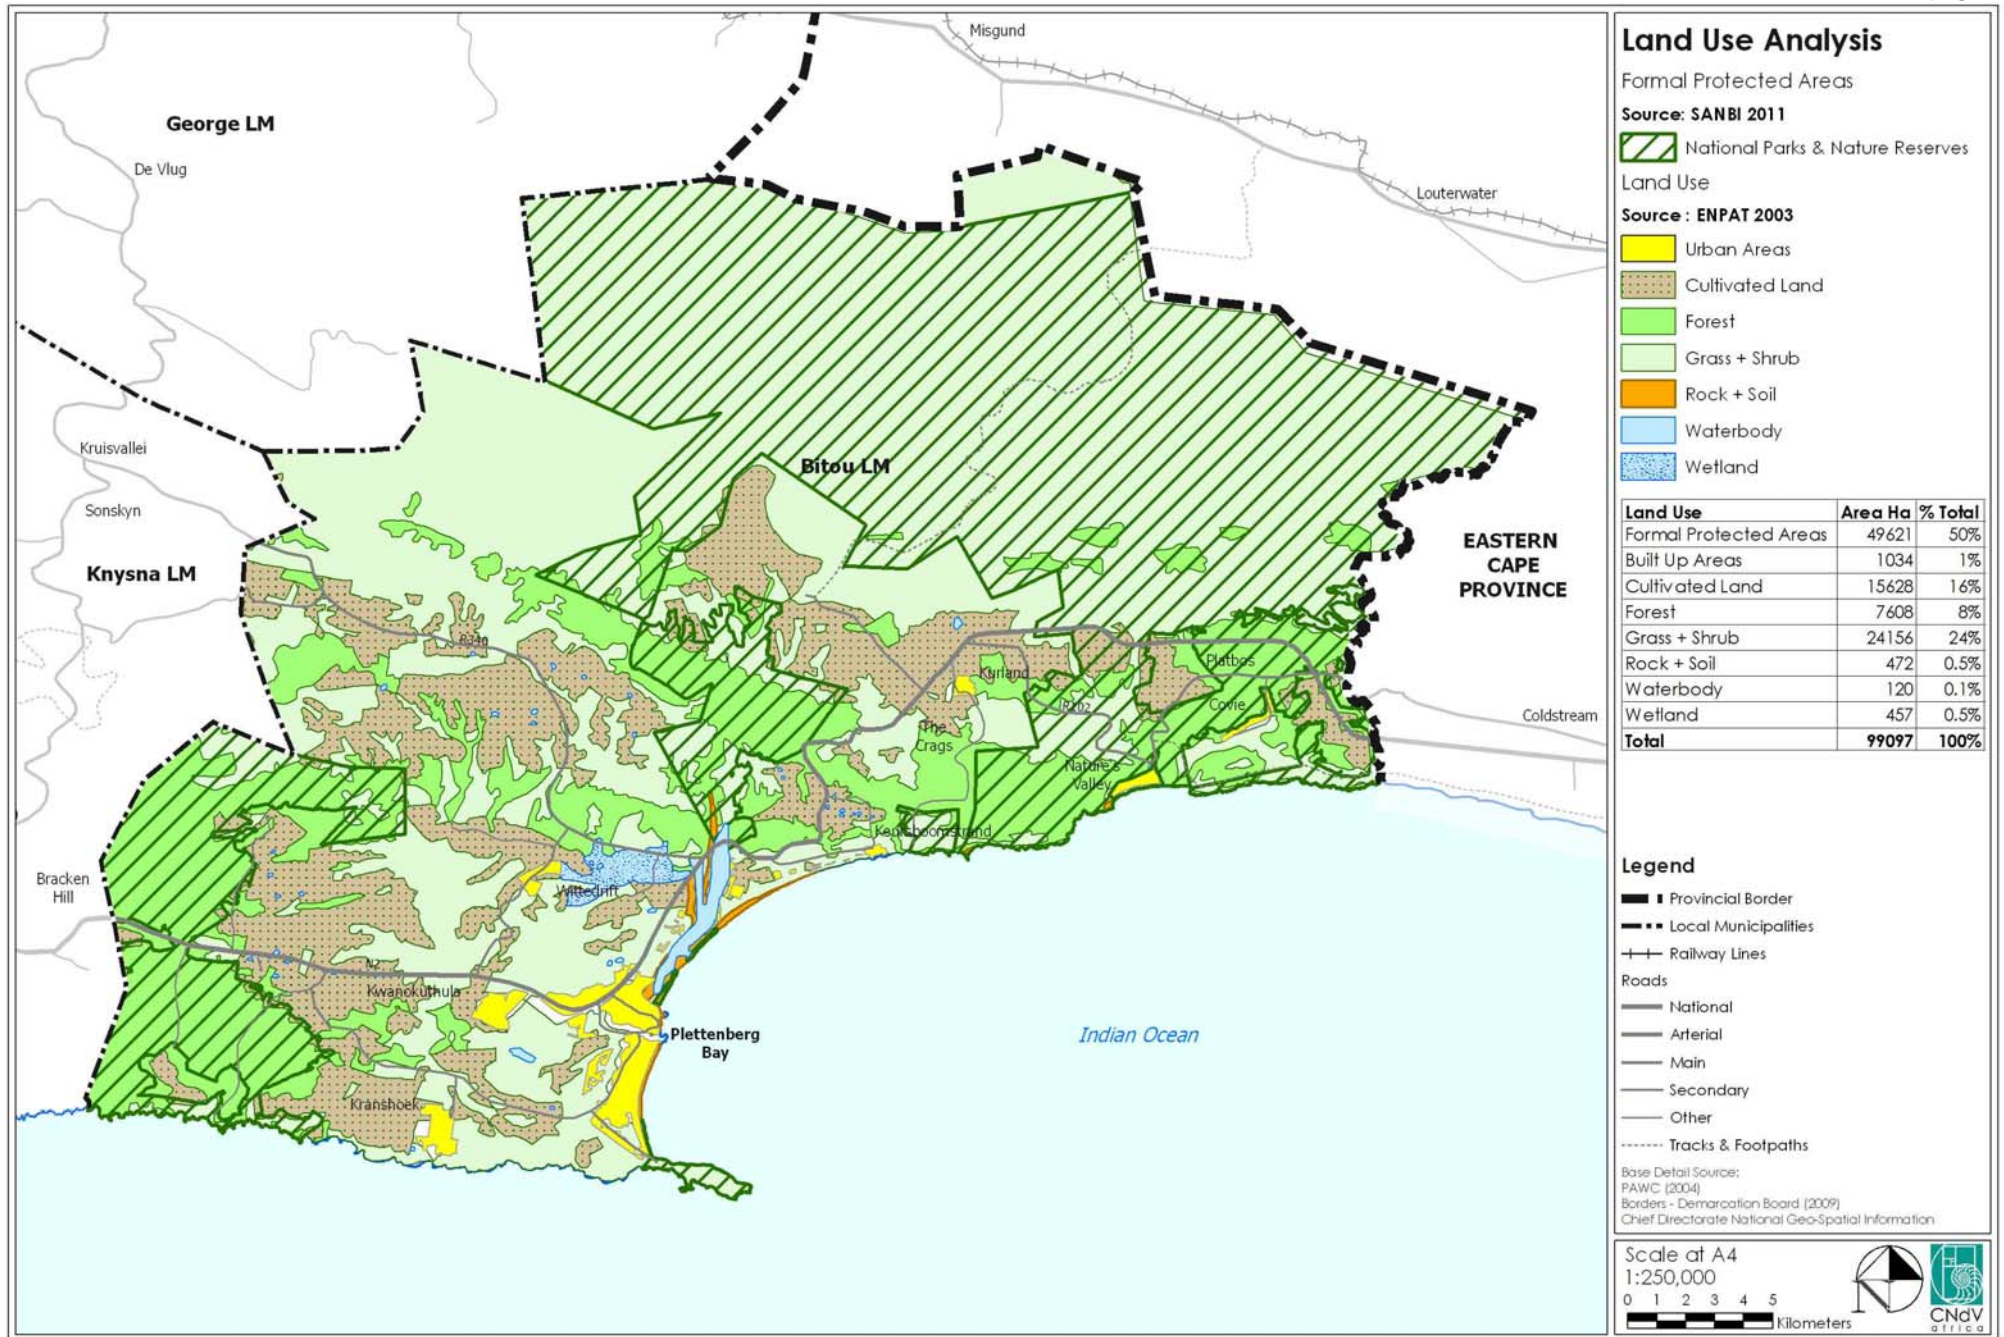 Misgund
George LM
De Vlug
Louterwater
Kruisvallei
Bitou LM
Sonskyn
EASTERN
CAPE
PROVINCE
Knysna LM
R340
Platbos
Kurland
R102
Covie
The
Crags
Coldstream
Nature's
Valley
Keurboomstrand
Bracken
Hill
Wittedrift
N2
Kwanokuthula
Plettenberg
Bay
Indian Ocean
Kranshoek
Land Use Analysis
Formal Protected Areas
Source: SANBI 2011
National Parks & Nature Reserves
Land Use
Source : ENPAT 2003
Urban Areas
Cultivated Land
Forest
Grass + Shrub
Rock + Soil
Waterbody
Wetland
Land Use Area Ha % Total
Formal Protected Areas 49621 50%
Built Up Areas 1034 1%
Cultivated Land 15628 16%
Forest 7608 8%
Grass + Shrub 24156 24%
Rock + Soil 472 0.5%
Waterbody 120 0.1%
Wetland 457 0.5%
Total 99097 100%
Legend
Provincial Border
Local Municipalities
Railway Lines
Roads
National
Arterial
Main
Secondary
Other
Tracks & Footpaths
Base Detail Source:
PAWC (2004)
Borders - Demarcation Board (2009)
Chief Directorate National Geo-Spatial Information
Scale at A4
1:250,000
0 1 2 3 4 5
Kilometers
N
CNdV
africa